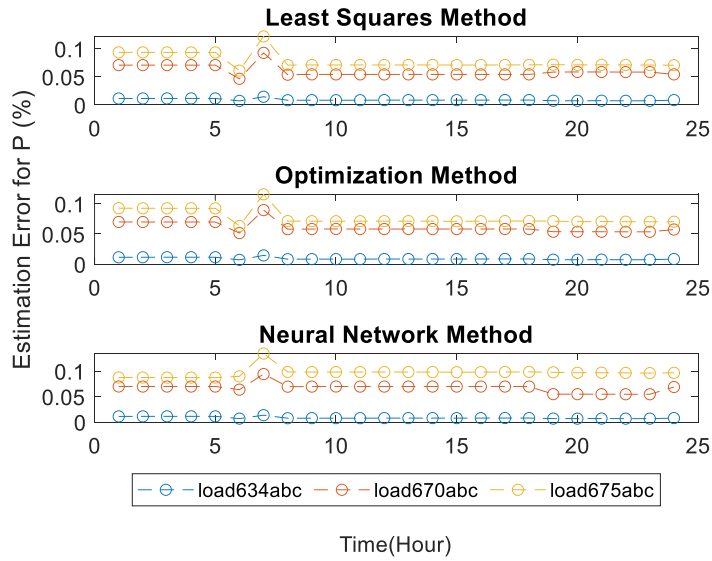 Least Squares Method
0.1
0.05
0
0 5 10 15 20 25
Optimization Method
0.1
0.05
0
0 5 10 15 20 25
Neural Network Method
0.1
0.05
0
0 5 10 15 20 25
Estimation Error for P (%)
load634abc load670abc load675abc
Time(Hour)